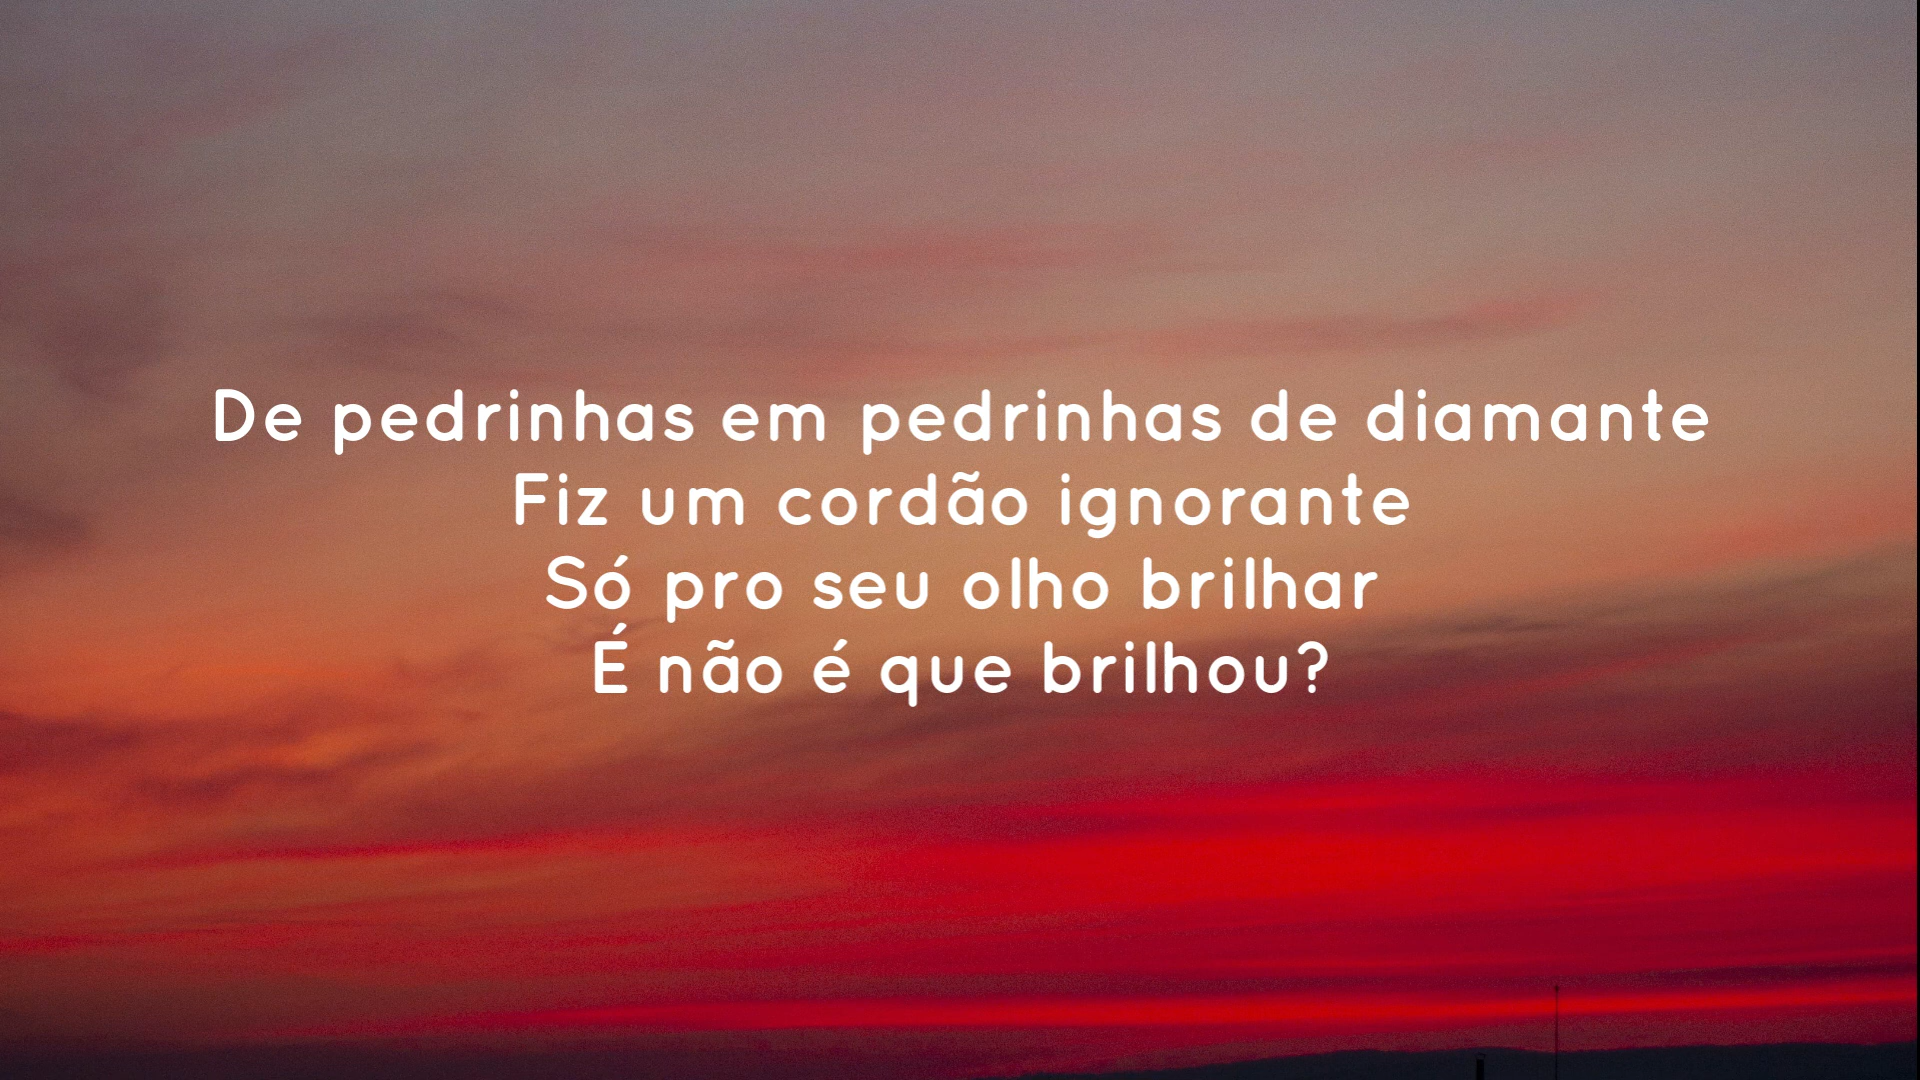 De pedrinhas em pedrinhas de diamante
Fiz um cordão ignorante
Só pro seu olho brilhar
É não é que brilhou?